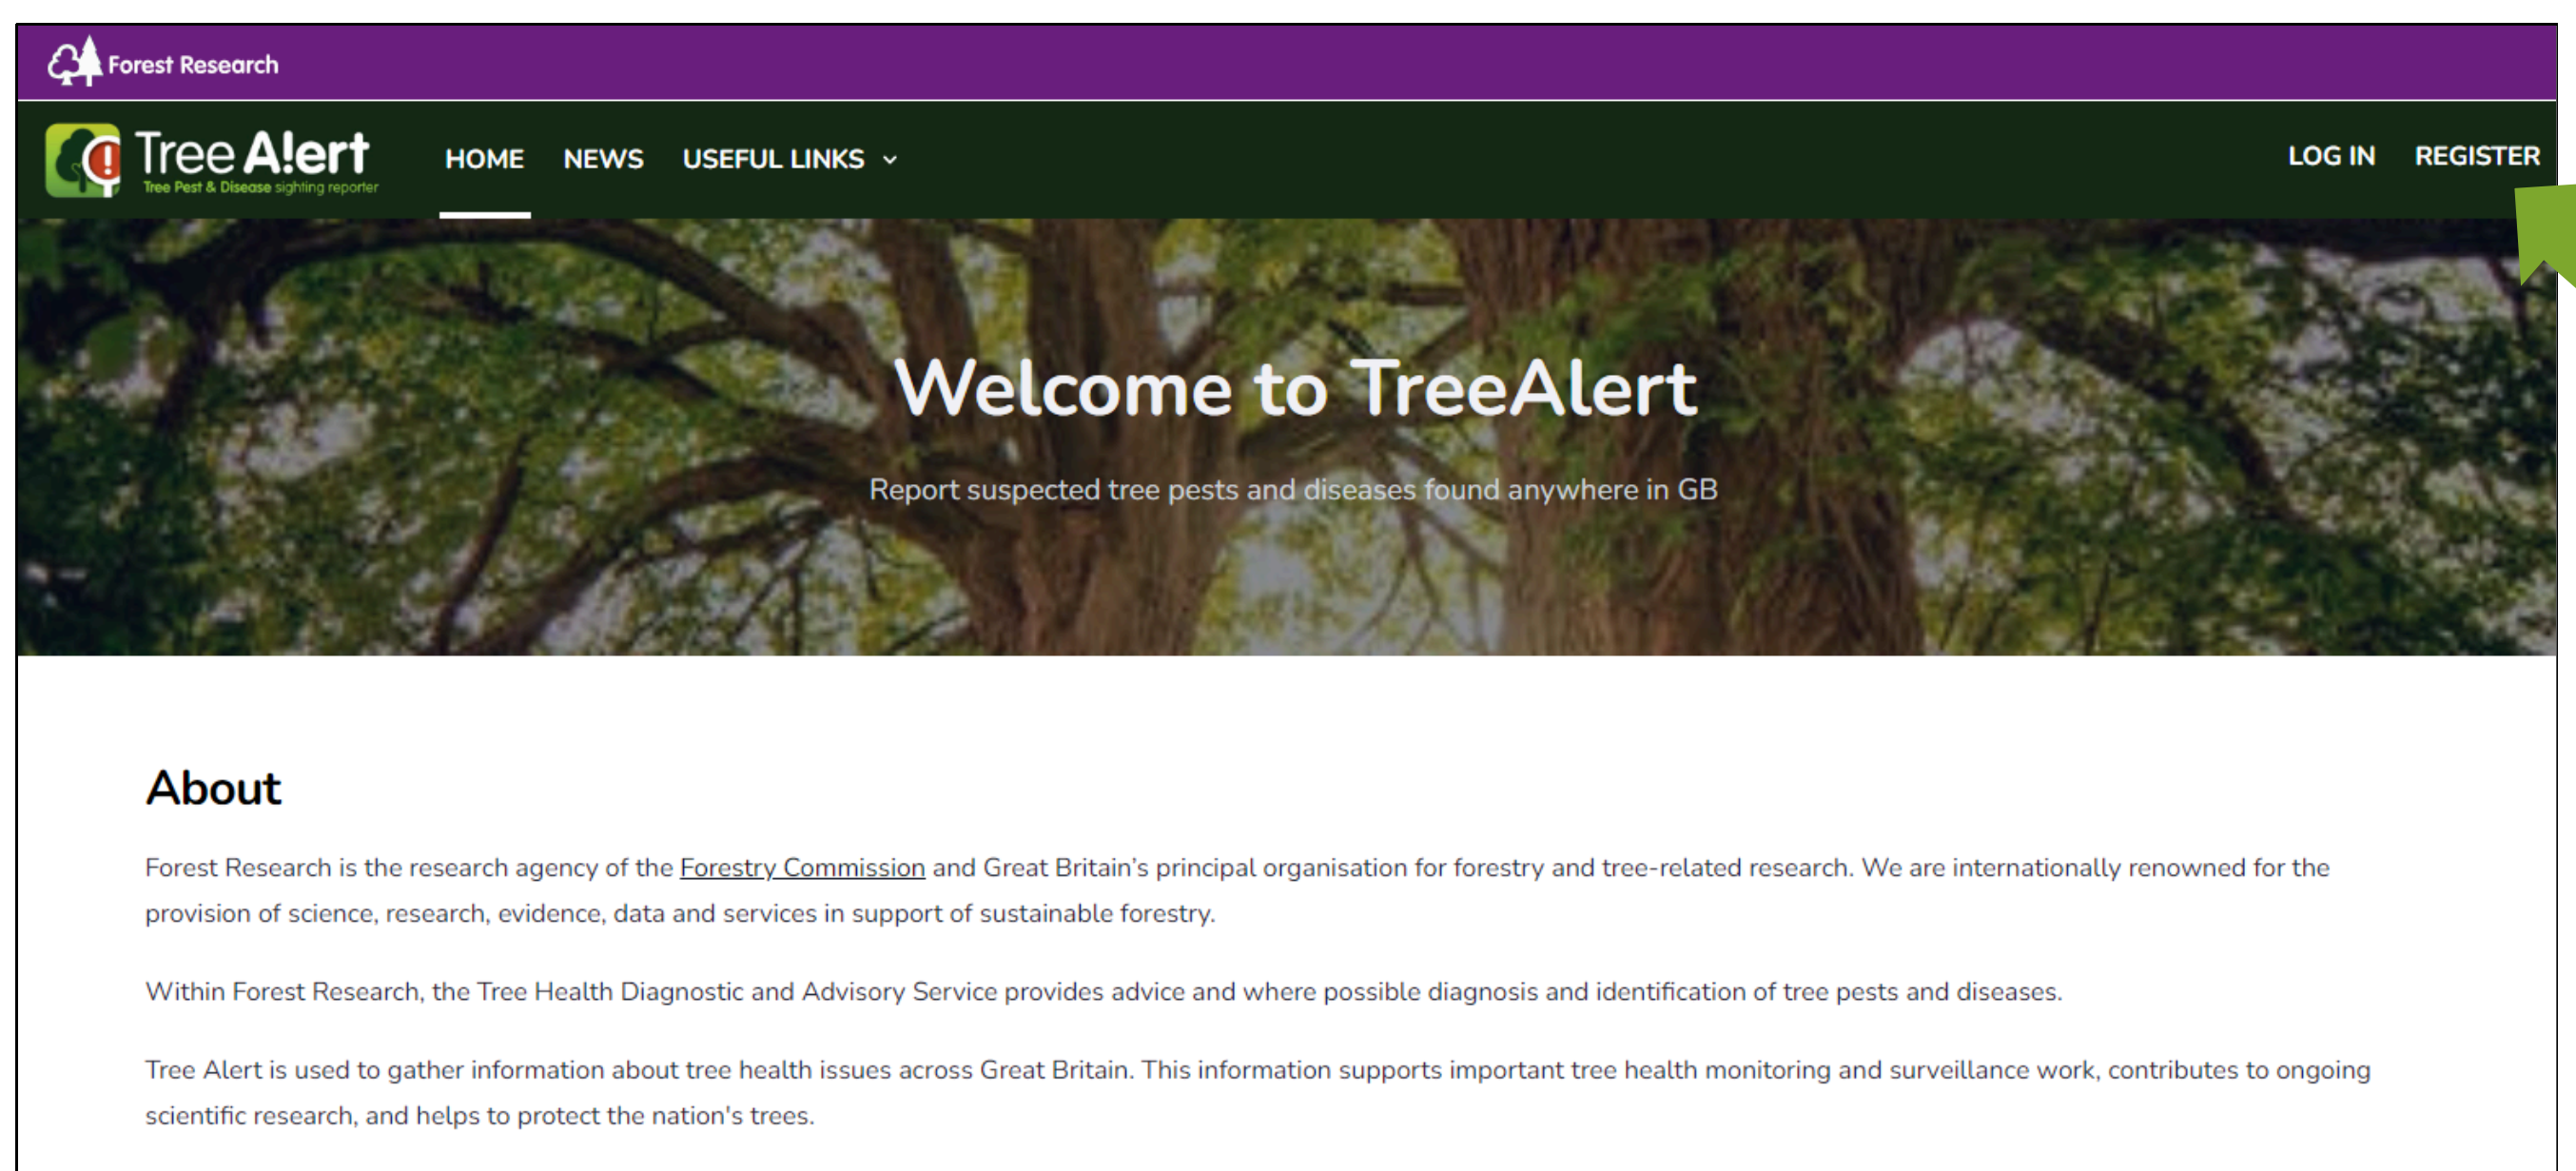 Forest Research
Tree A!ert
Tree Pest & Disease sighting reporter
HOME NEWS USEFUL LINKS
LOG IN REGISTER
Welcome to TreeAlert
Report suspected tree pests and diseases found anywhere in GB
About
Forest Research is the research agency of the Forestry Commission and Great Britain’s principal organisation for forestry and tree-related research. We are internationally renowned for the
provision of science, research, evidence, data and services in support of sustainable forestry.
Within Forest Research, the Tree Health Diagnostic and Advisory Service provides advice and where possible diagnosis and identification of tree pests and diseases.
Tree Alert is used to gather information about tree health issues across Great Britain. This information supports important tree health monitoring and surveillance work, contributes to ongoing
scientific research, and helps to protect the nation's trees.